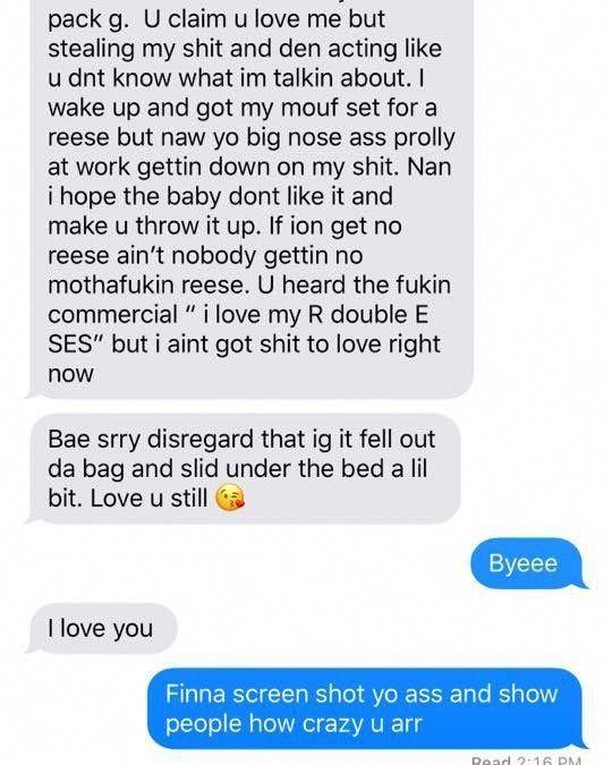 pack g.  U claim u love me but
stealing my shit and den acting like
u dnt know what im talkin about. I
wake up and got my mouf set for a
reese but naw yo big nose ass prolly
at work gettin down on my shit. Nan
i hope the baby dont like it and
make u throw it up. If ion get no
reese ain’t nobody gettin no
mothafukin reese. U heard the fukin
commercial “ i love my R double E
SES” but i aint got shit to love right
now
Bae srry disregard that ig it fell out
da bag and slid under the bed a lil
bit. Love u still 😘
Byeee
I love you
Finna screen shot yo ass and show
people how crazy u arr
Read 2:16 PM